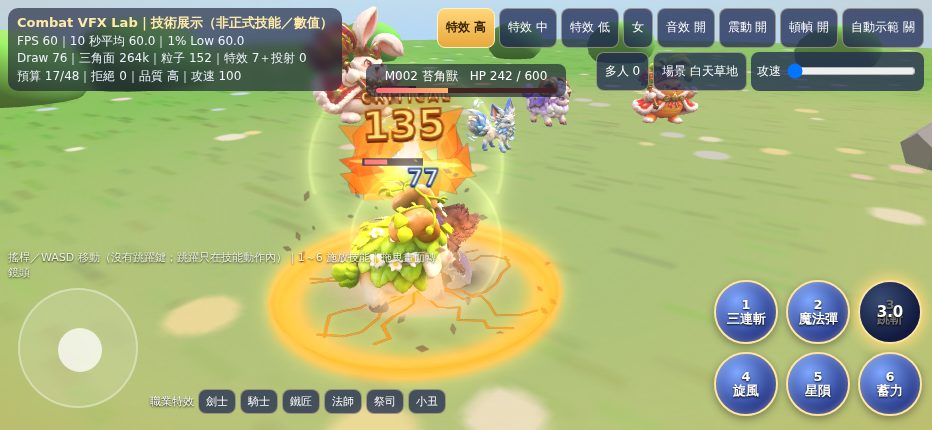 Combat VFX Lab｜技術展示（非正式技能／數值）
FPS 60｜10 秒平均 60.0｜1% Low 60.0
Draw 76｜三角面 264k｜粒子 152｜特效 7＋投射 0
預算 17/48｜拒絕 0｜品質 高｜攻速 100
特效 高
特效 中
特效 低
女
音效 開
震動 開
頓幀 開
自動示範 關
M002 苔角獸 HP 242 / 600
多人 0
場景 白天草地
攻速
CRITICAL
135
77
搖桿／WASD 移動（沒有跳躍鍵；跳躍只在技能動作內）｜1～6 施放技能｜拖曳畫面轉
鏡頭
1
三連斬
2
魔法彈
3
跳斬
3.0
4
旋風
5
星隕
6
蓄力
職業特效
劍士
騎士
鐵匠
法師
祭司
小丑